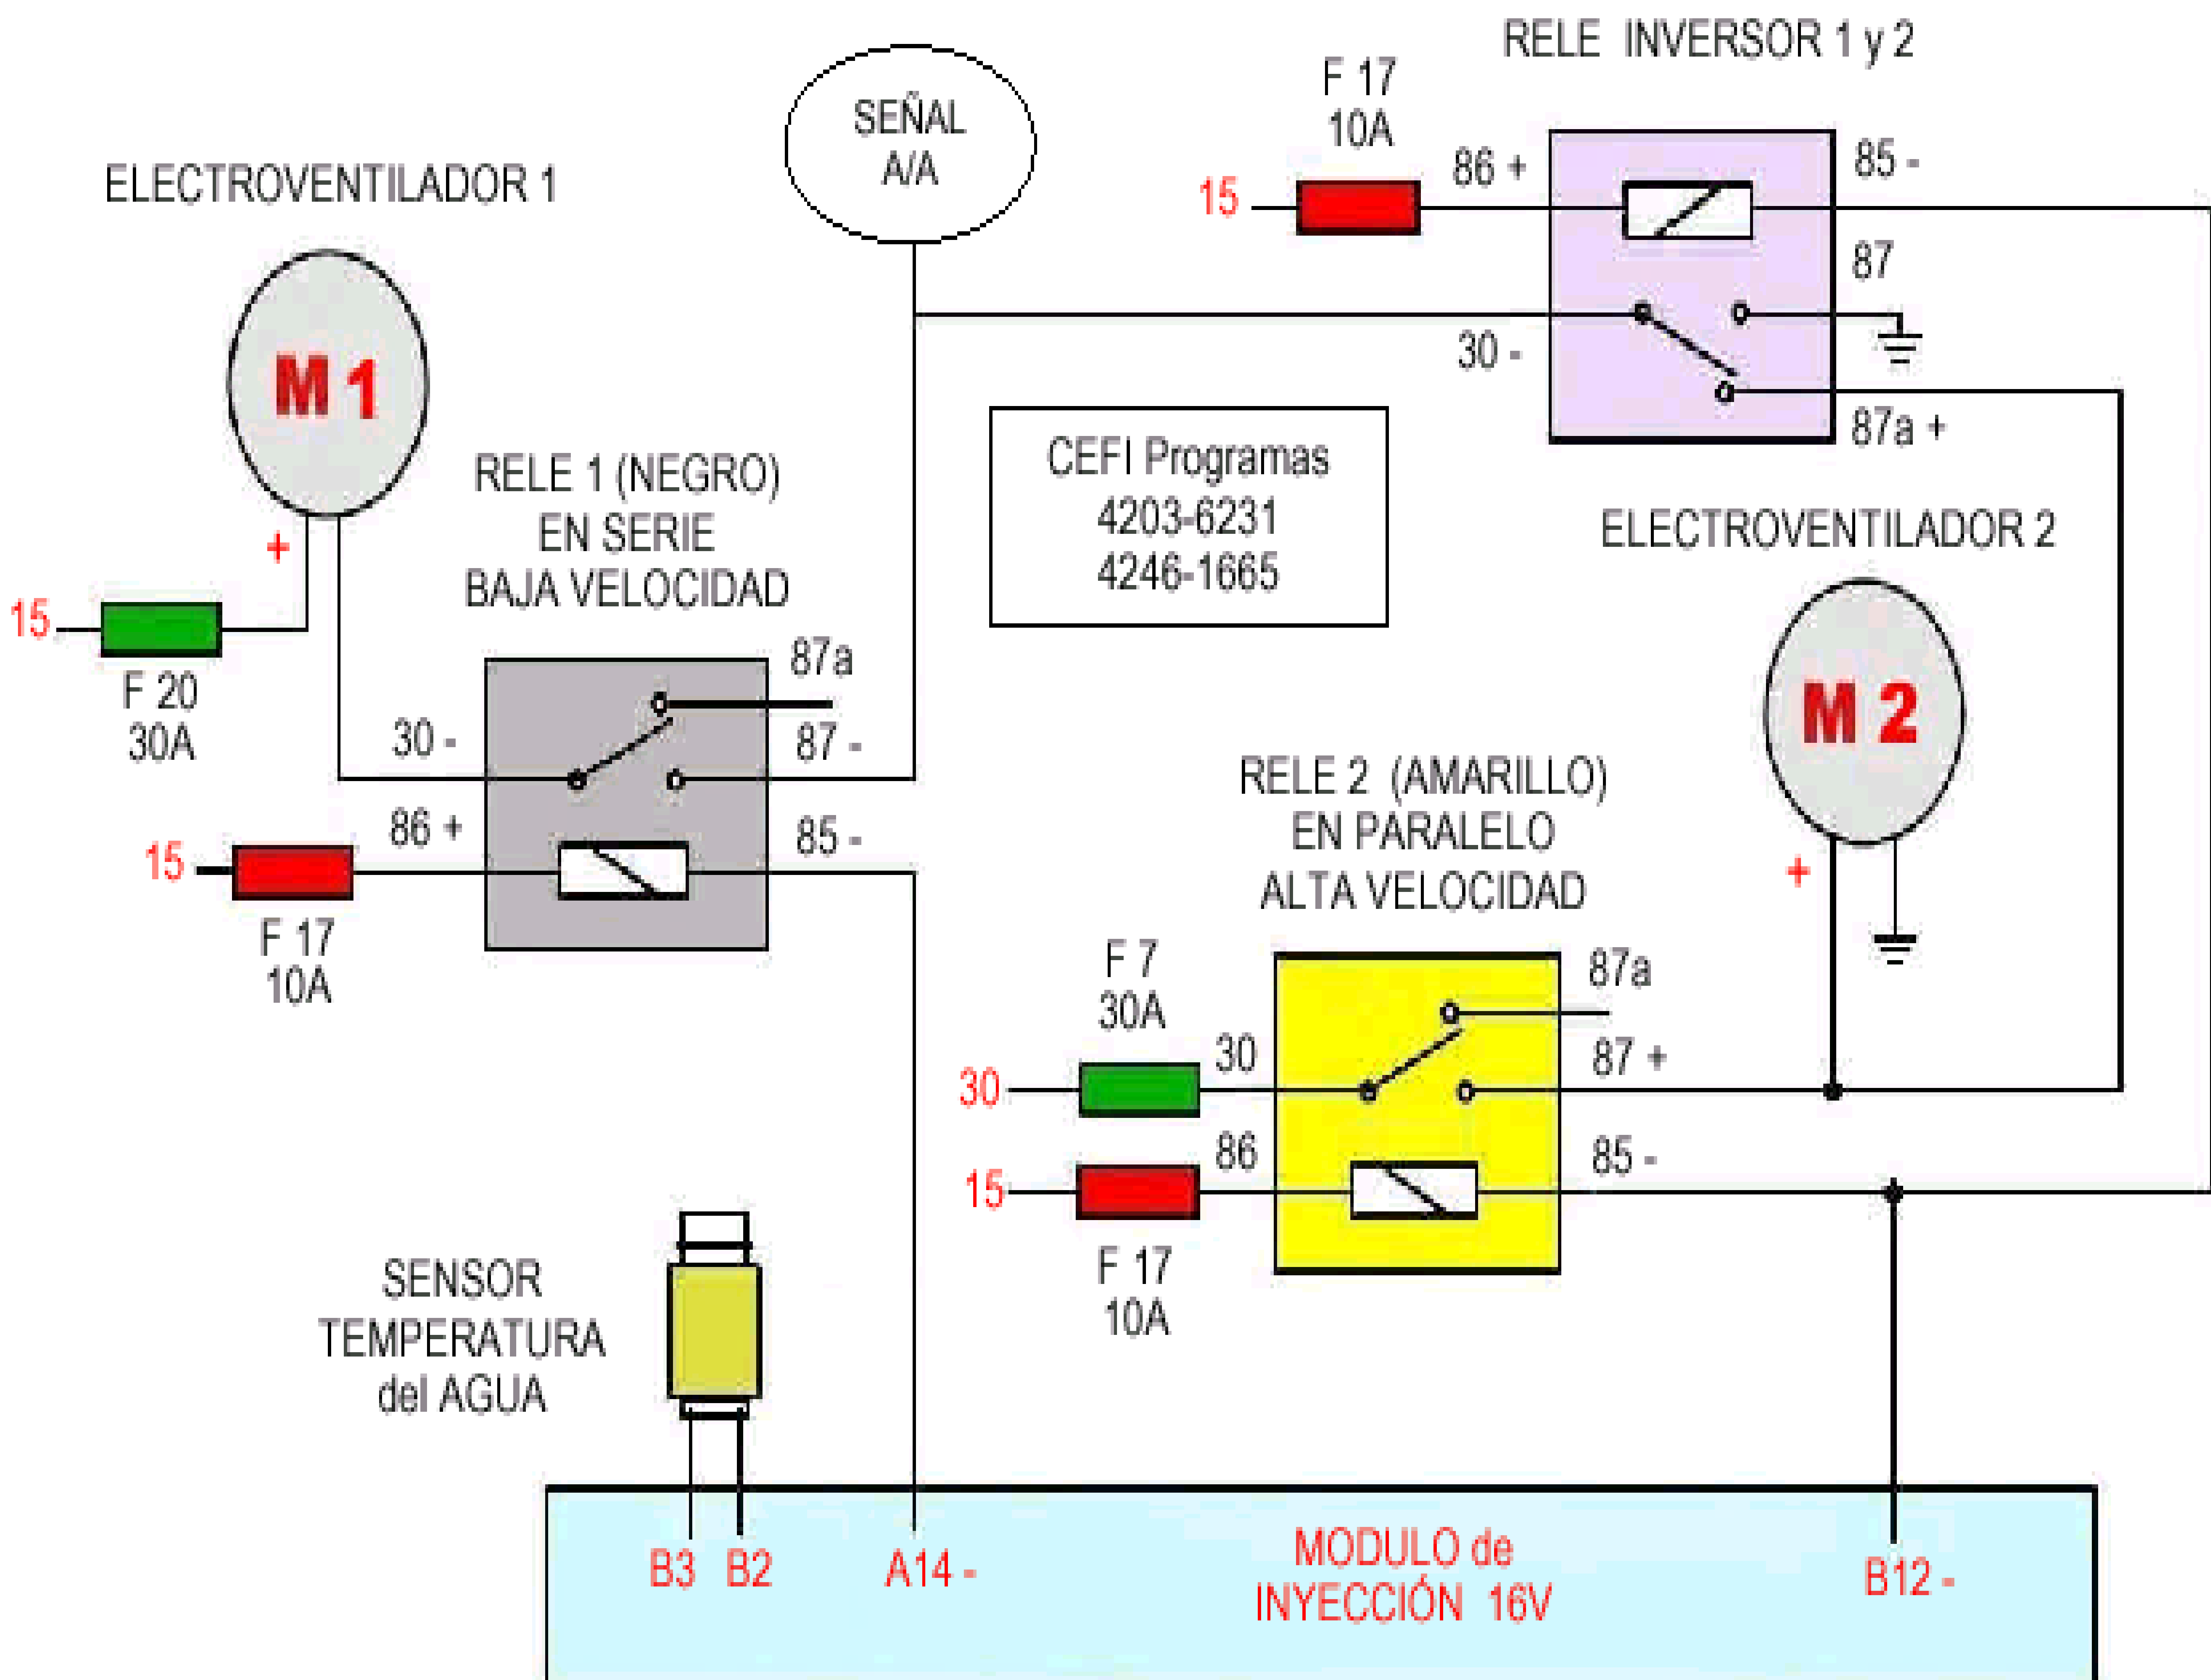 RELE INVERSOR 1 y 2
F 17
10A
SEÑAL
A/A
ELECTROVENTILADOR 1
15
86 +
85 -
87
30 -
87a +
M 1
CEFI Programas
4203-6231
4246-1665
RELE 1 (NEGRO)
EN SERIE
BAJA VELOCIDAD
ELECTROVENTILADOR 2
+
15
F 20
30A
87a
30 -
87 -
M 2
RELE 2 (AMARILLO)
EN PARALELO
ALTA VELOCIDAD
86 +
85 -
15
F 17
10A
+
F 7
30A
87a
30
30
87 +
86
85 -
15
F 17
10A
SENSOR
TEMPERATURA
del AGUA
B3
B2
A14 -
MODULO de
INYECCIÓN 16V
B12 -